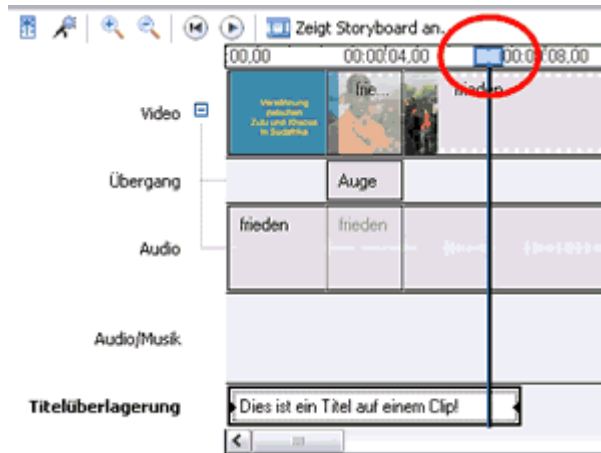 Zeigt Storyboard an.
00,00 00:00:04,00 00:00:08,00
Video
Versöhnung
zwischen
Zulu und Xhosas
in Südafrika
frie...
frieden
Übergang
Auge
Audio
frieden
frieden
Audio/Musik
Titelüberlagerung
Dies ist ein Titel auf einem Clip!